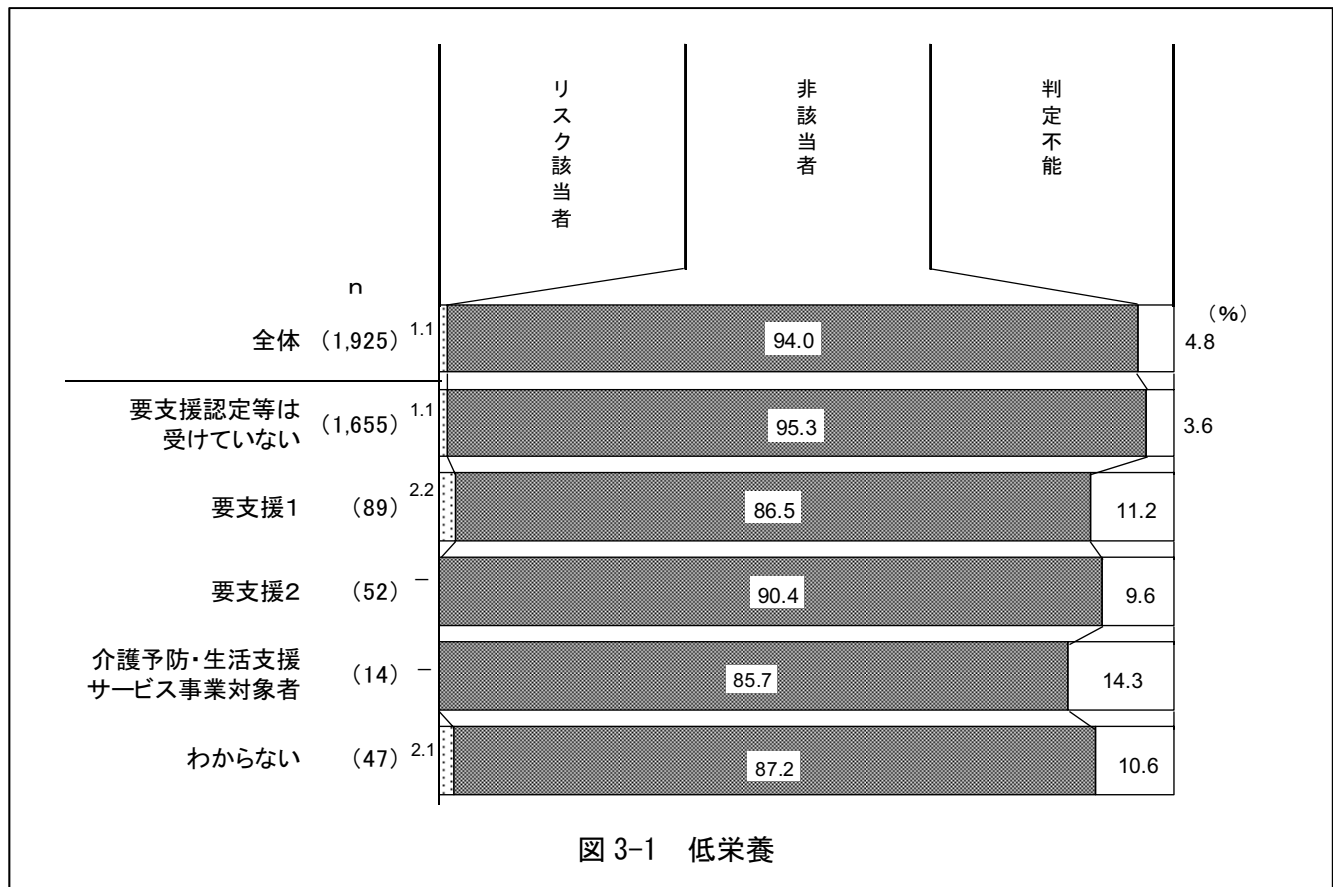 リスク該当者
非該当者
判定不能
n
(%)
全体 (1,925) 1.1 94.0 4.8
要支援認定等は
受けていない (1,655) 1.1 95.3 3.6
要支援1 (89) 2.2 86.5 11.2
要支援2 (52) － 90.4 9.6
介護予防・生活支援
サービス事業対象者 (14) － 85.7 14.3
わからない (47) 2.1 87.2 10.6
図 3-1 低栄養